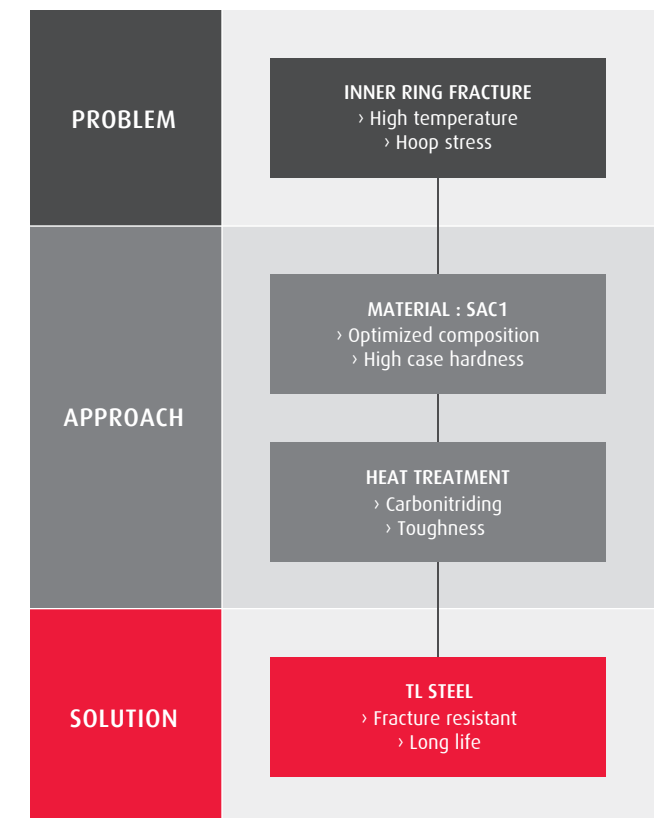 PROBLEM
INNER RING FRACTURE
› High temperature
› Hoop stress
APPROACH
MATERIAL : SAC1
› Optimized composition
› High case hardness
HEAT TREATMENT
› Carbonitriding
› Toughness
SOLUTION
TL STEEL
› Fracture resistant
› Long life